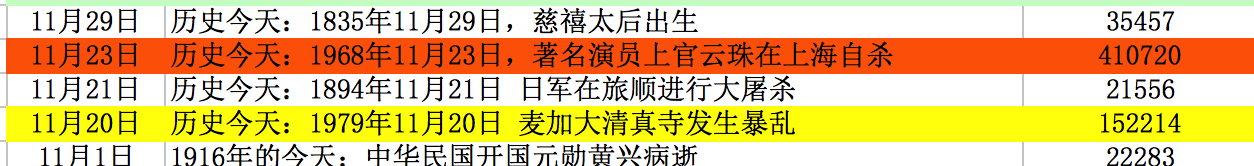 11月29日 历史今天：1835年11月29日，慈禧太后出生 35457
11月23日 历史今天：1968年11月23日，著名演员上官云珠在上海自杀 410720
11月21日 历史今天：1894年11月21日 日军在旅顺进行大屠杀 21556
11月20日 历史今天：1979年11月20日 麦加大清真寺发生暴乱 152214
11月1日 1916年的今天：中华民国开国元勋黄兴病逝 22283